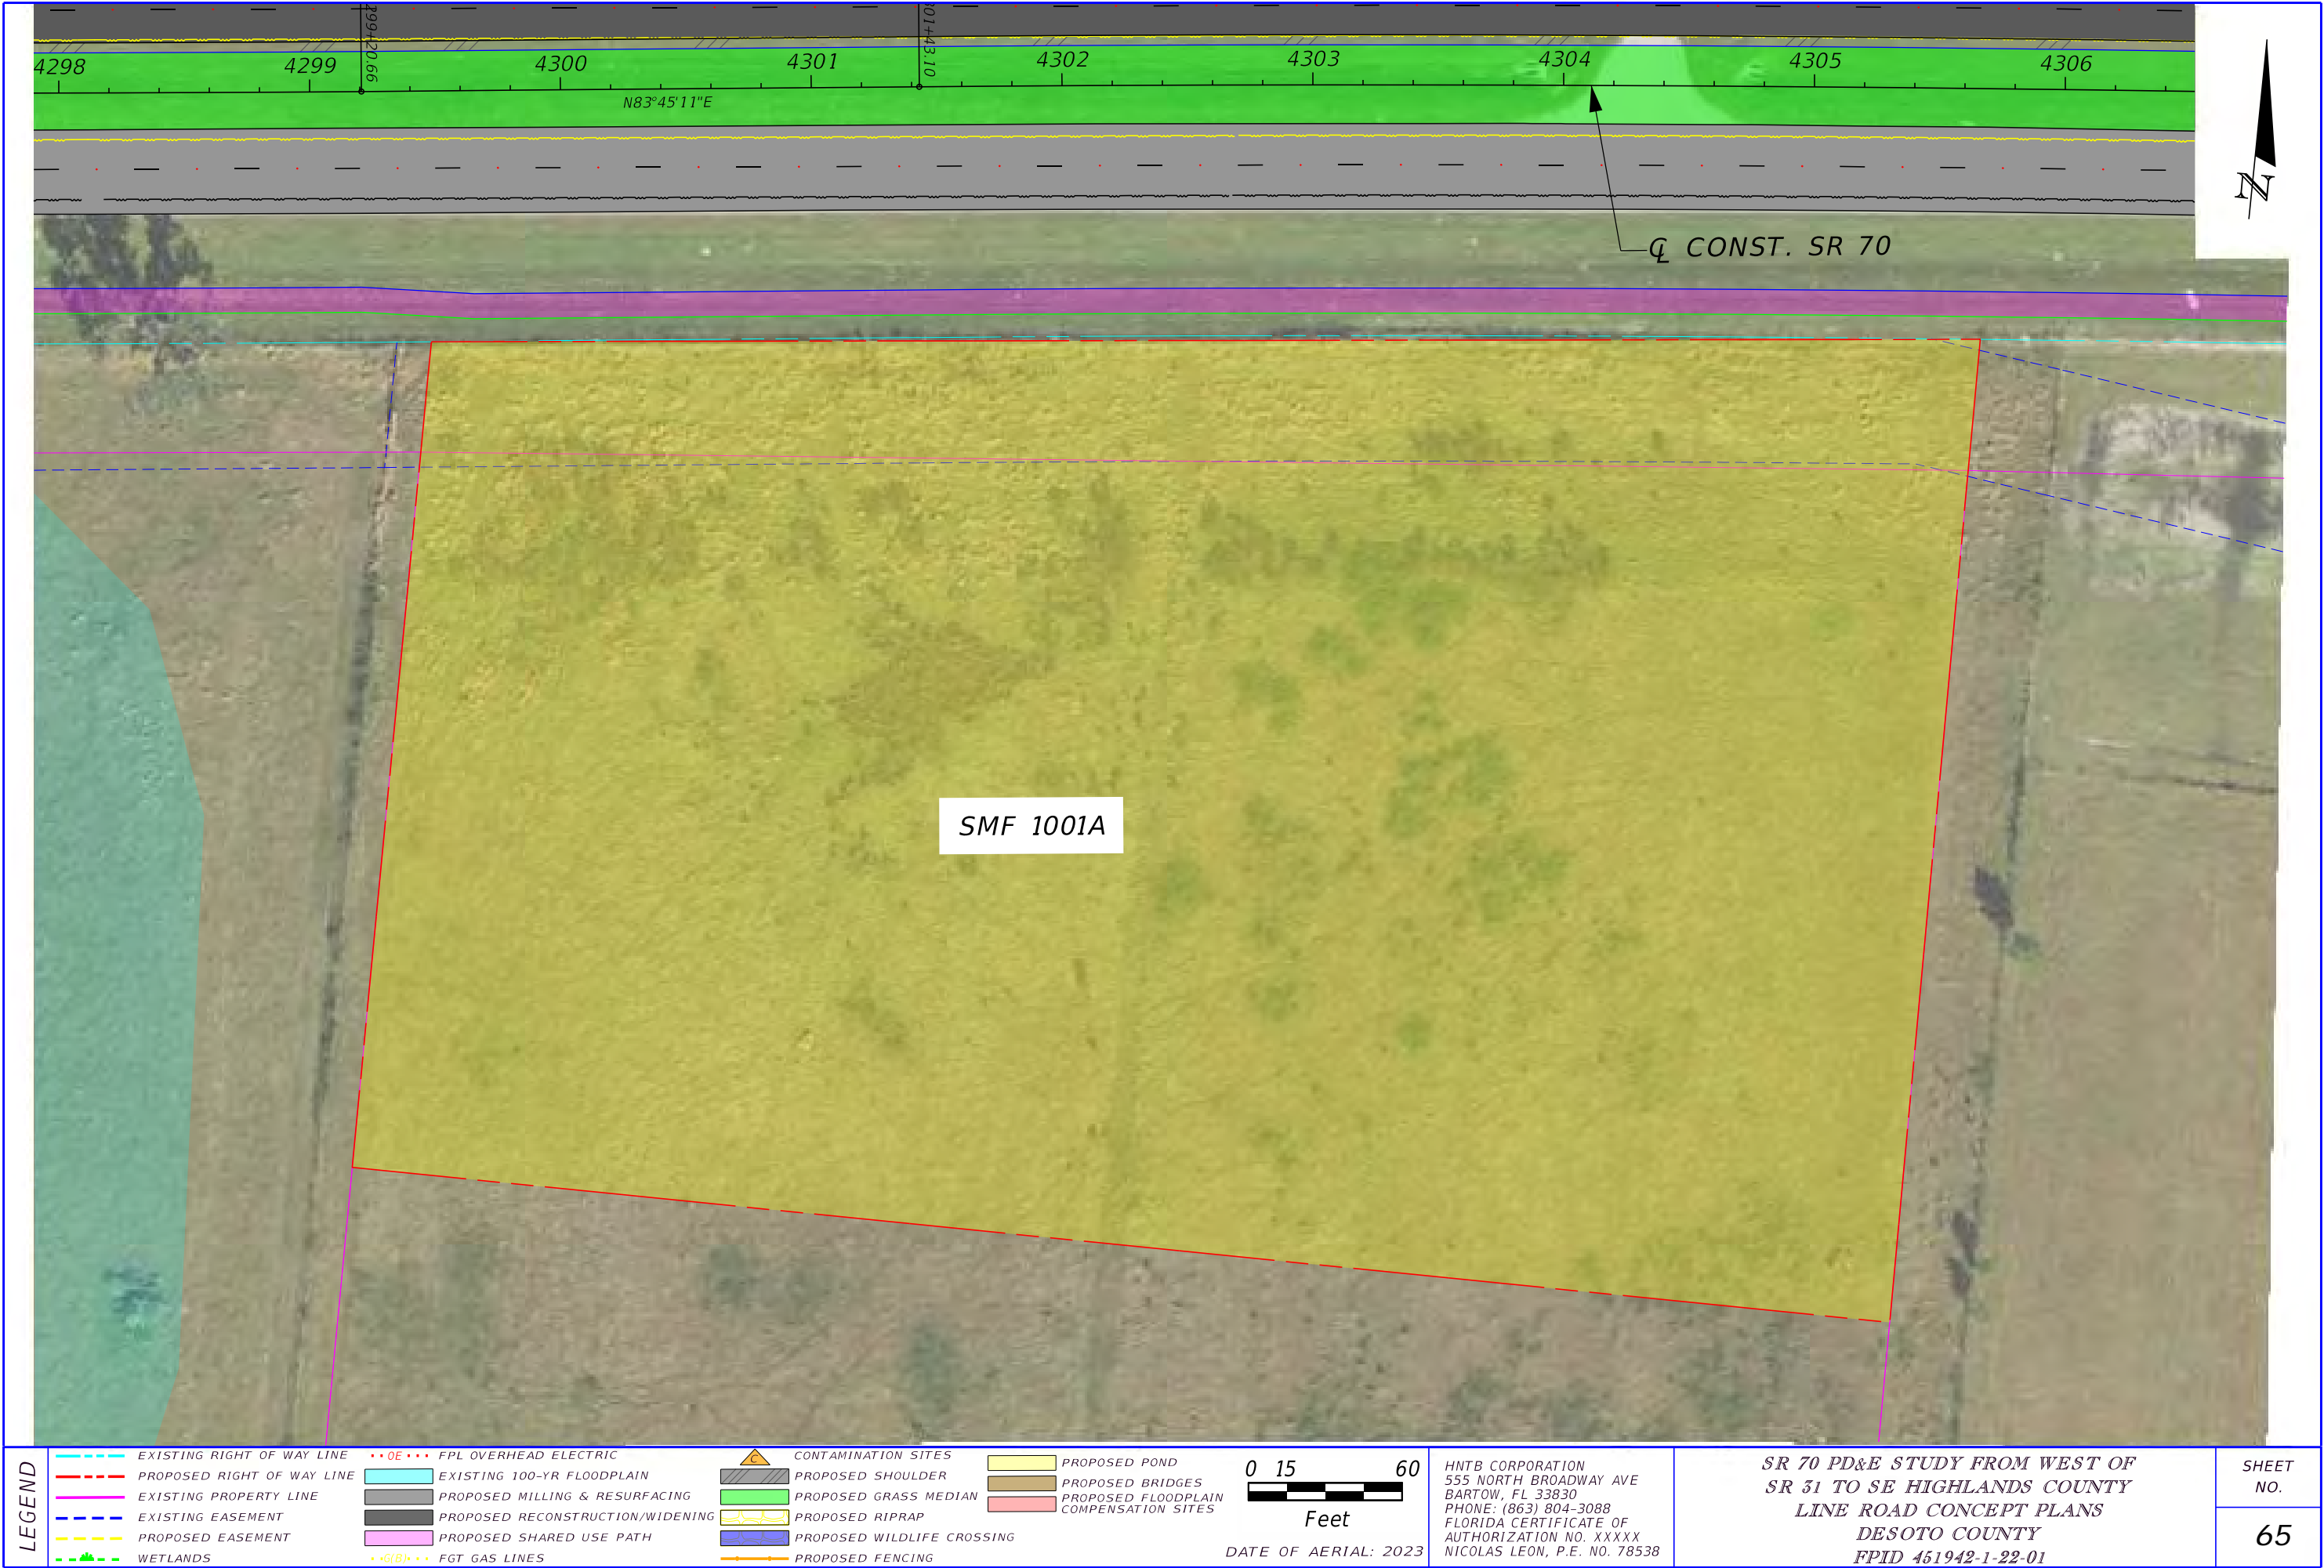 299+20.66
301+43.10
4298
4299
4300
4301
4302
4303
4304
4305
4306
N83°45'11"E
N
℄ CONST. SR 70
SMF 1001A
LEGEND
EXISTING RIGHT OF WAY LINE
PROPOSED RIGHT OF WAY LINE
EXISTING PROPERTY LINE
EXISTING EASEMENT
PROPOSED EASEMENT
WETLANDS
OE
FPL OVERHEAD ELECTRIC
EXISTING 100-YR FLOODPLAIN
PROPOSED MILLING & RESURFACING
PROPOSED RECONSTRUCTION/WIDENING
PROPOSED SHARED USE PATH
FGT GAS LINES
C
CONTAMINATION SITES
PROPOSED SHOULDER
PROPOSED GRASS MEDIAN
PROPOSED RIPRAP
PROPOSED WILDLIFE CROSSING
PROPOSED FENCING
PROPOSED POND
PROPOSED BRIDGES
PROPOSED FLOODPLAIN
COMPENSATION SITES
0 15 60
Feet
DATE OF AERIAL: 2023
HNTB CORPORATION
555 NORTH BROADWAY AVE
BARTOW, FL 33830
PHONE: (863) 804-3088
FLORIDA CERTIFICATE OF
AUTHORIZATION NO. XXXXX
NICOLAS LEON, P.E. NO. 78538
SR 70 PD&E STUDY FROM WEST OF
SR 31 TO SE HIGHLANDS COUNTY
LINE ROAD CONCEPT PLANS
DESOTO COUNTY
FPID 451942-1-22-01
SHEET
NO.
65